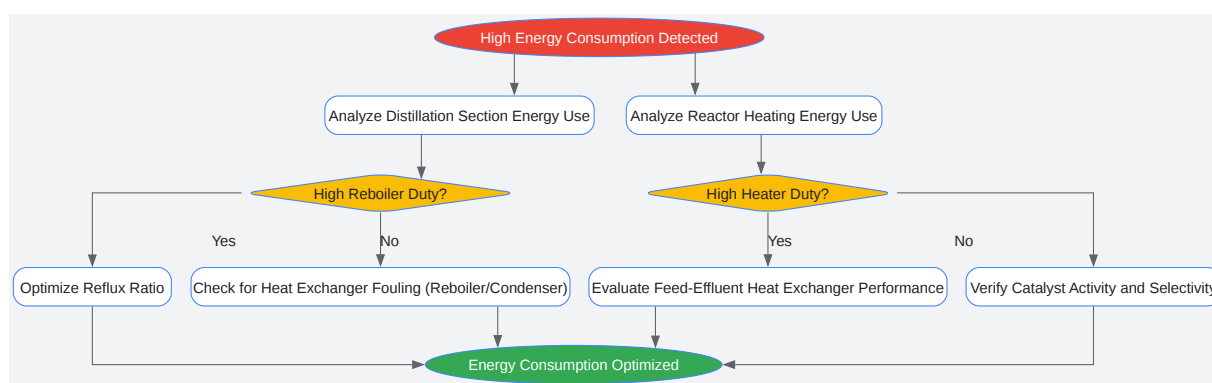 High Energy Consumption Detected
Analyze Distillation Section Energy Use
Analyze Reactor Heating Energy Use
High Reboiler Duty?
High Heater Duty?
Yes
No
Yes
No
Optimize Reflux Ratio
Check for Heat Exchanger Fouling (Reboiler/Condenser)
Evaluate Feed-Effluent Heat Exchanger Performance
Verify Catalyst Activity and Selectivity
Energy Consumption Optimized